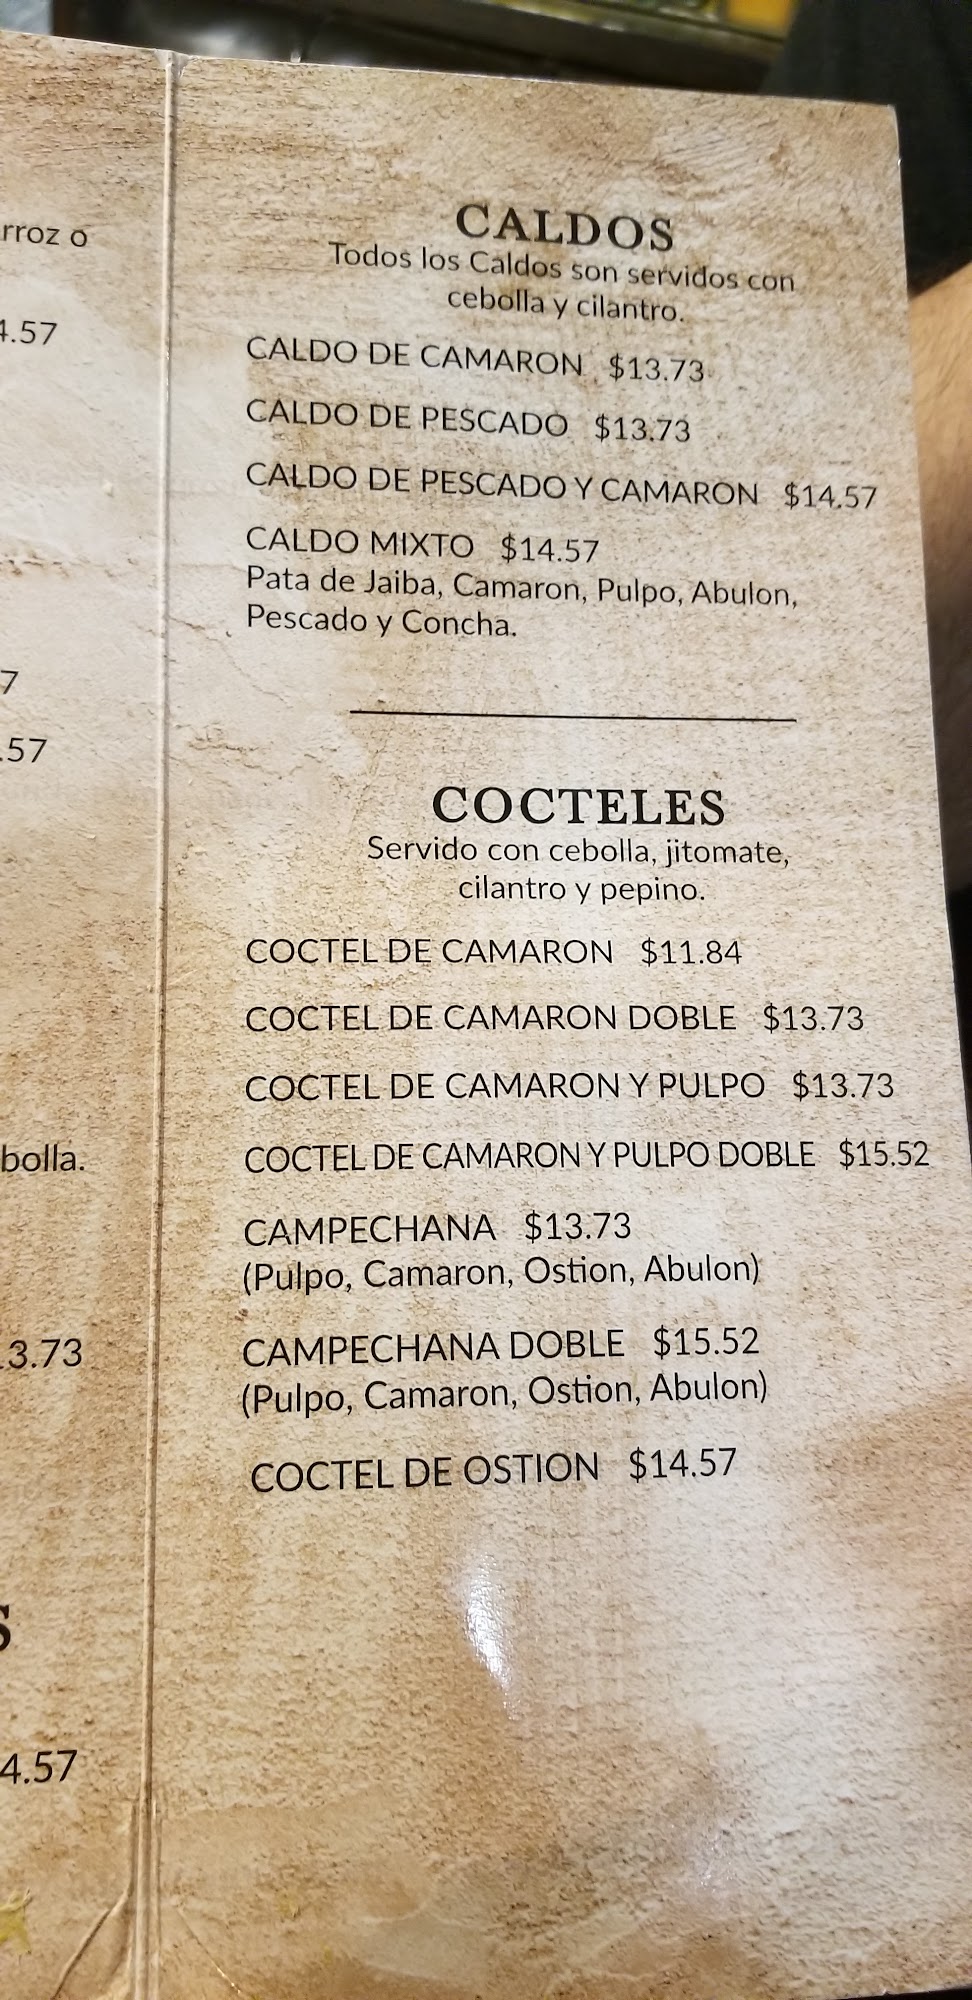 rroz o
4.57
7
.57
bolla.
3.73
S
4.57
CALDOS
Todos los Caldos son servidos con
cebolla y cilantro.
CALDO DE CAMARON $13.73
CALDO DE PESCADO $13.73
CALDO DE PESCADO Y CAMARON $14.57
CALDO MIXTO $14.57
Pata de Jaiba, Camaron, Pulpo, Abulon,
Pescado y Concha.
COCTELES
Servido con cebolla, jitomate,
cilantro y pepino.
COCTEL DE CAMARON $11.84
COCTEL DE CAMARON DOBLE $13.73
COCTEL DE CAMARON Y PULPO $13.73
COCTEL DE CAMARON Y PULPO DOBLE $15.52
CAMPECHANA $13.73
(Pulpo, Camaron, Ostion, Abulon)
CAMPECHANA DOBLE $15.52
(Pulpo, Camaron, Ostion, Abulon)
COCTEL DE OSTION $14.57